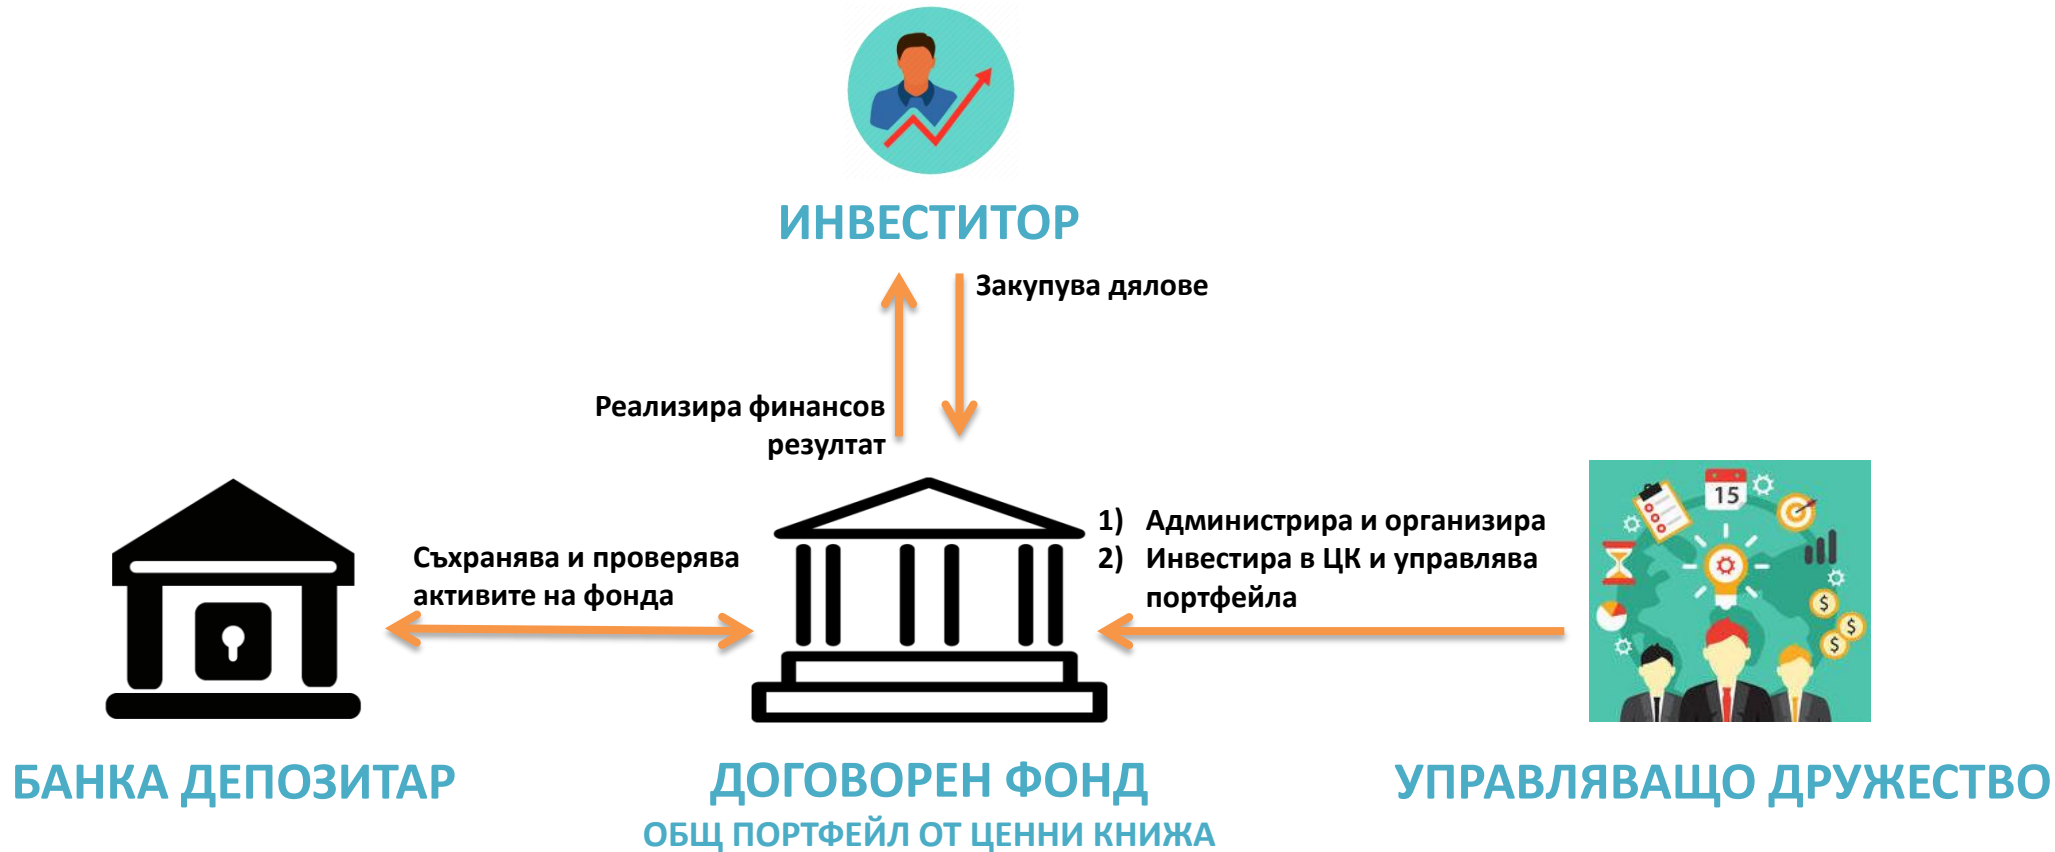 ИНВЕСТИТОР
Закупува дялове
Реализира финансов
резултат
Съхранява и проверява
активите на фонда
1) Администрира и организира
2) Инвестира в ЦК и управлява
портфейла
15
$
$
$
БАНКА ДЕПОЗИТАР
ДОГОВОРЕН ФОНД
ОБЩ ПОРТФЕЙЛ ОТ ЦЕННИ КНИЖА
УПРАВЛЯВАЩО ДРУЖЕСТВО